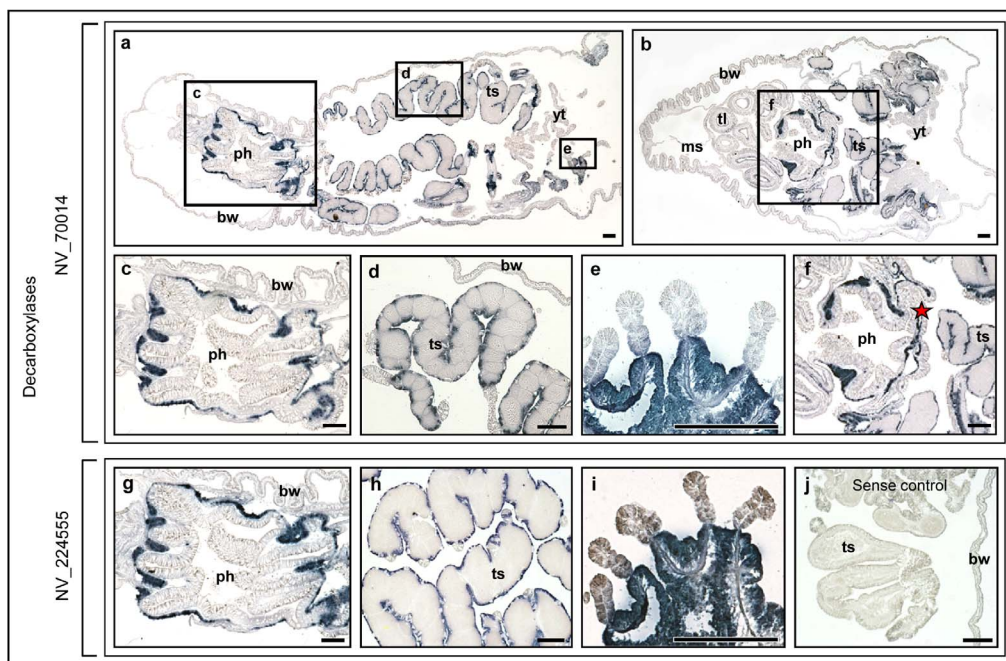 Decarboxylases
NV_70014
a
c
ph
bw
d
ts
yt
e
b
bw
tl
f
ms
ph
ts
yt
c
bw
ph
d
bw
ts
e
f
ph
ts
NV_2245555
g
bw
ph
h
ts
i
j
Sense control
ts
bw